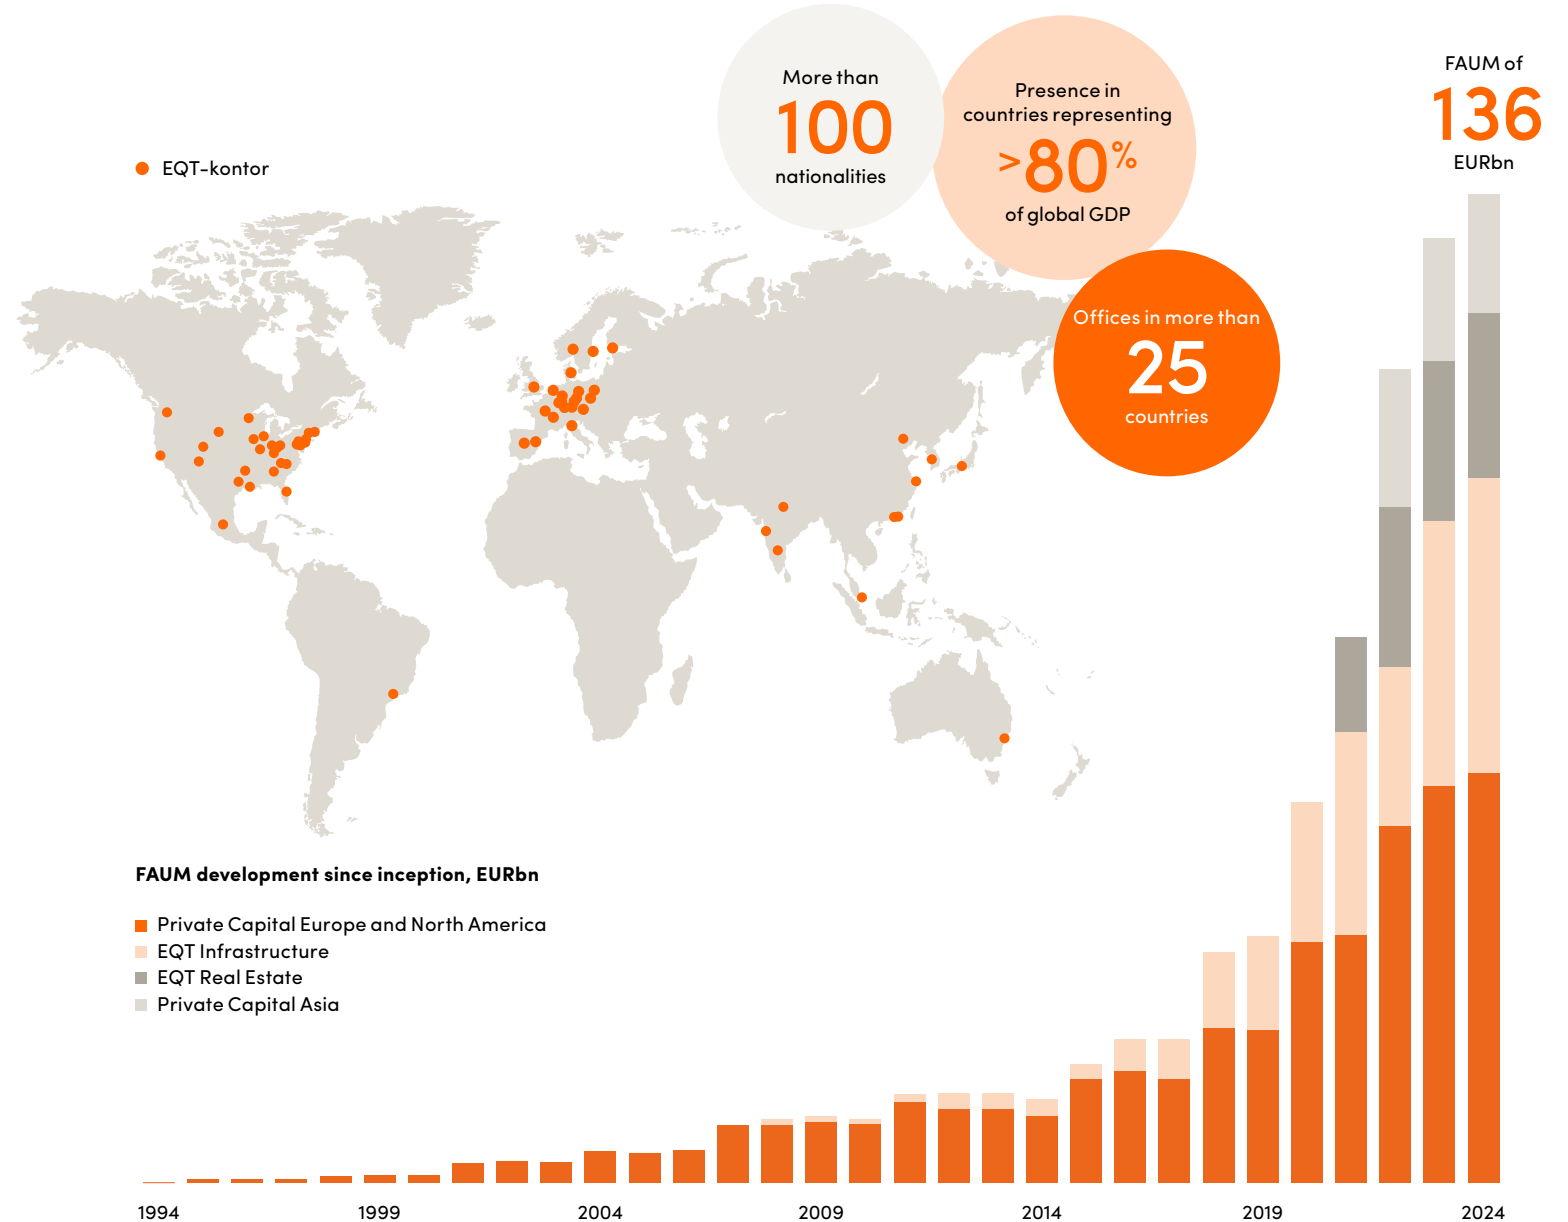 More than
100
nationalities
Presence in
countries representing
>80%
of global GDP
FAUM of
136
EURbn
EQT-kontor
Offices in more than
25
countries
FAUM development since inception, EURbn
Private Capital Europe and North America
EQT Infrastructure
EQT Real Estate
Private Capital Asia
1994 1999 2004 2009 2014 2019 2024